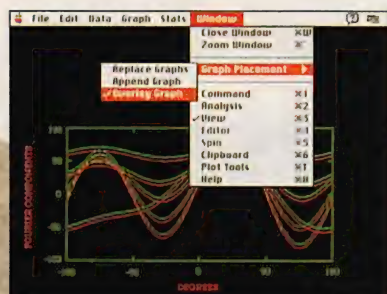 File Edit Data Graph Stats Window
Close Window ⌘W
Zoom Window
Graph Placement
Replace Graphs
Append Graph
✓Overlay Graph
Command ⌘1
Analysis ⌘2
✓View ⌘3
Editor ⌘4
Spin ⌘5
Clipboard ⌘6
Plot Tools ⌘T
Help ⌘H
FOURIER COMPONENTS
100
50
0
-50
-100
-100
0
50
100
DEGREES